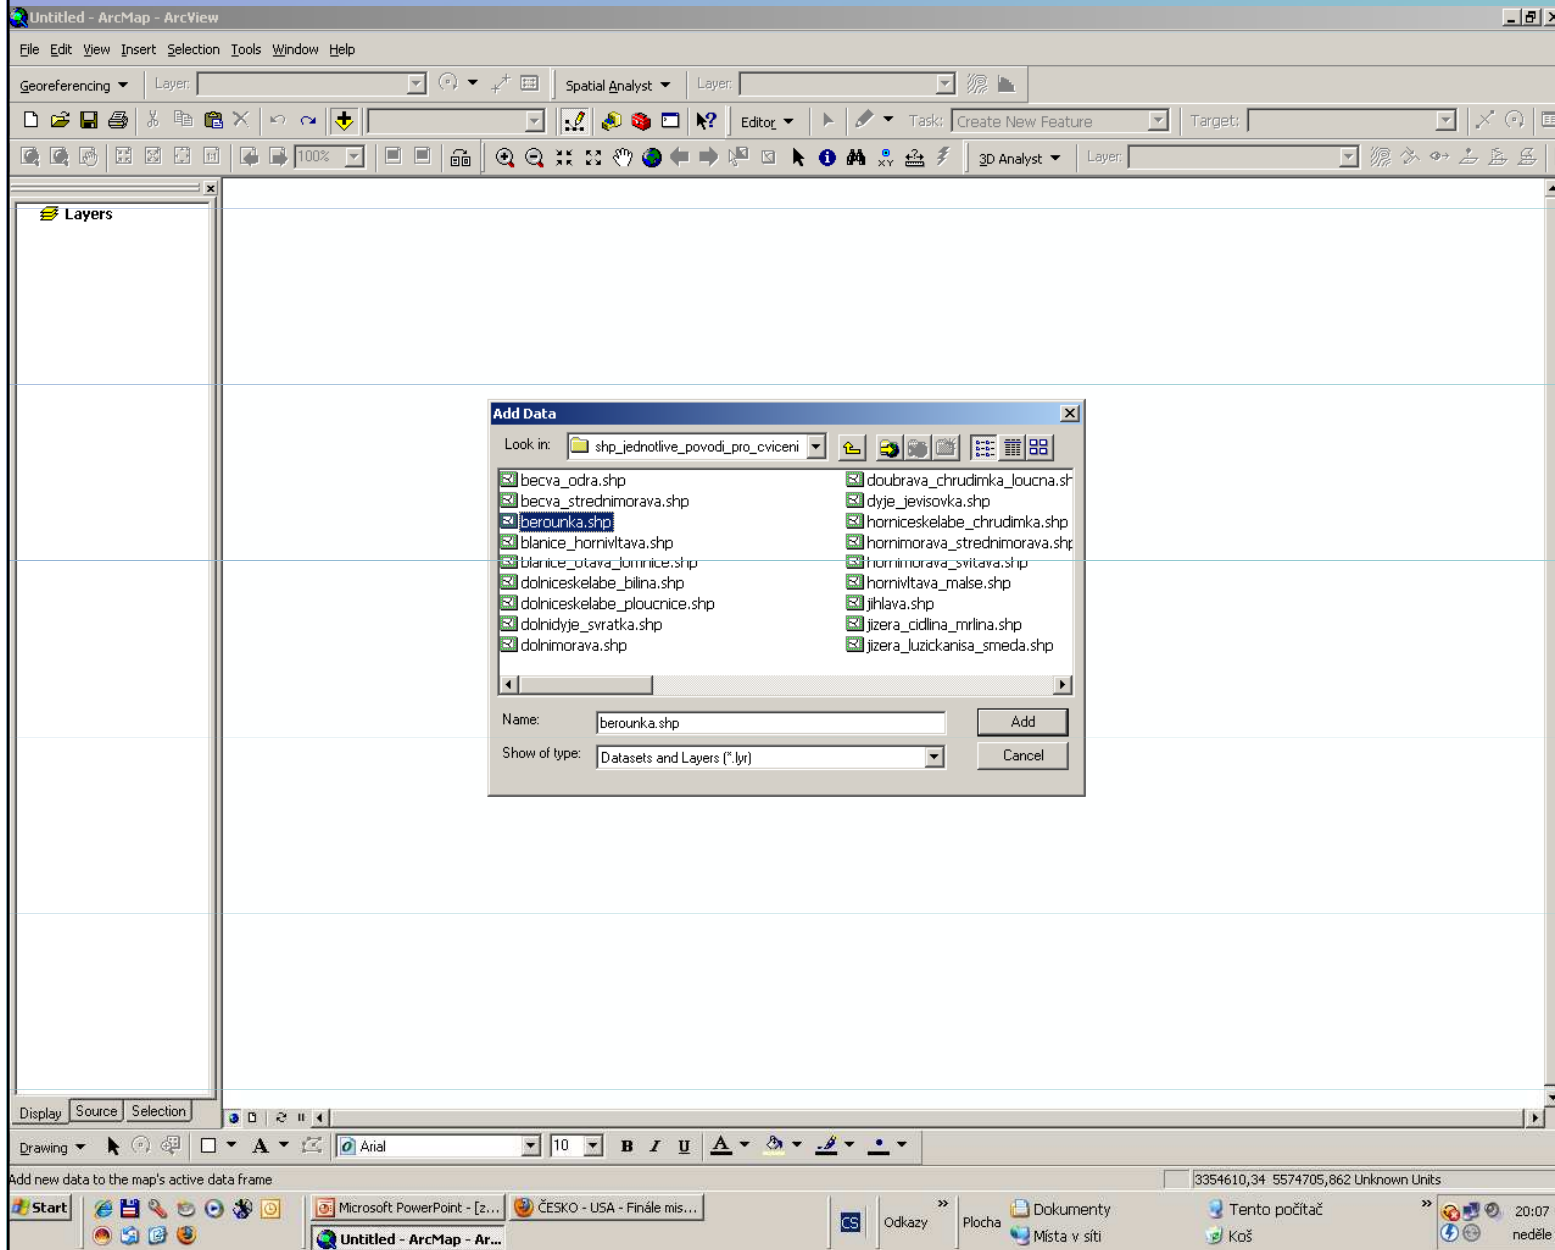 Untitled - ArcMap - ArcView
File Edit View Insert Selection Tools Window Help
Georeferencing Layer: Spatial Analyst Layer:
Editor Task: Create New Feature Target:
100% 3D Analyst Layer:
Layers
Add Data
Look in: shp_jednotlive_povodi_pro_cviceni
becva_odra.shp
becva_strednimorava.shp
berounka.shp
blanice_hornivltava.shp
blanice_otava_lomnice.shp
dolniceskelabe_bilina.shp
dolniceskelabe_ploucnice.shp
dolnidyje_svratka.shp
dolnimorava.shp
doubrava_chrudimka_loucna.sh
dyje_jevisovka.shp
horniceskelabe_chrudimka.shp
hornimorava_strednimorava.shp
hornimorava_svitava.shp
hornivltava_malse.shp
jihlava.shp
jizera_cidlina_mrlina.shp
jizera_luzickanisa_smeda.shp
Name: berounka.shp Add
Show of type: Datasets and Layers (*.lyr) Cancel
Display Source Selection
Drawing A Arial 10 B I U A
Add new data to the map's active data frame 3354610,34 5574705,862 Unknown Units
Start Microsoft PowerPoint - [z... ČESKO - USA - Finále mis... CS Odkazy » Plocha Dokumenty Tento počítač » 20:07
Untitled - ArcMap - Ar... Místa v síti Koš neděle